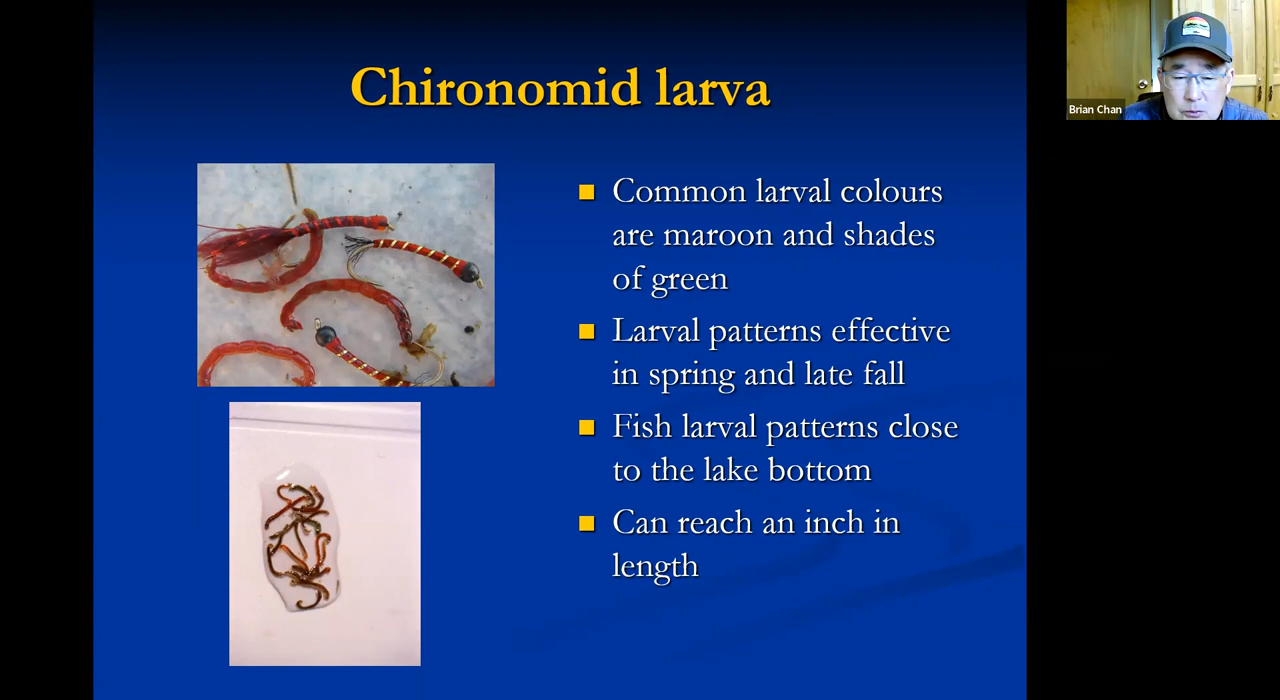 Chironomid larva
Brian Chan
Common larval colours
are maroon and shades
of green
Larval patterns effective
in spring and late fall
Fish larval patterns close
to the lake bottom
Can reach an inch in
length